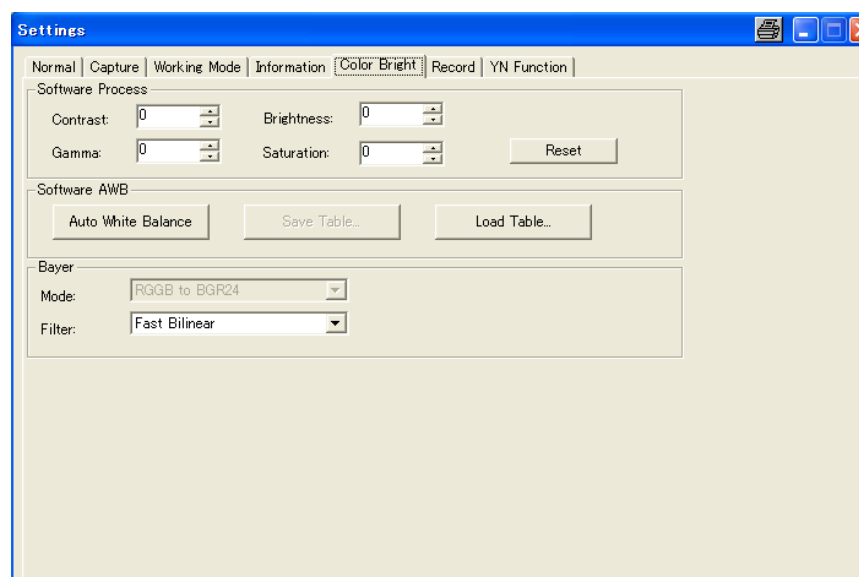 Settings
Normal Capture Working Mode Information Color Bright Record YN Function
Software Process
Contrast: 0 Brightness: 0
Gamma: 0 Saturation: 0 Reset
Software AWB
Auto White Balance Save Table... Load Table...
Bayer
Mode: RGGB to BGR24
Filter: Fast Bilinear